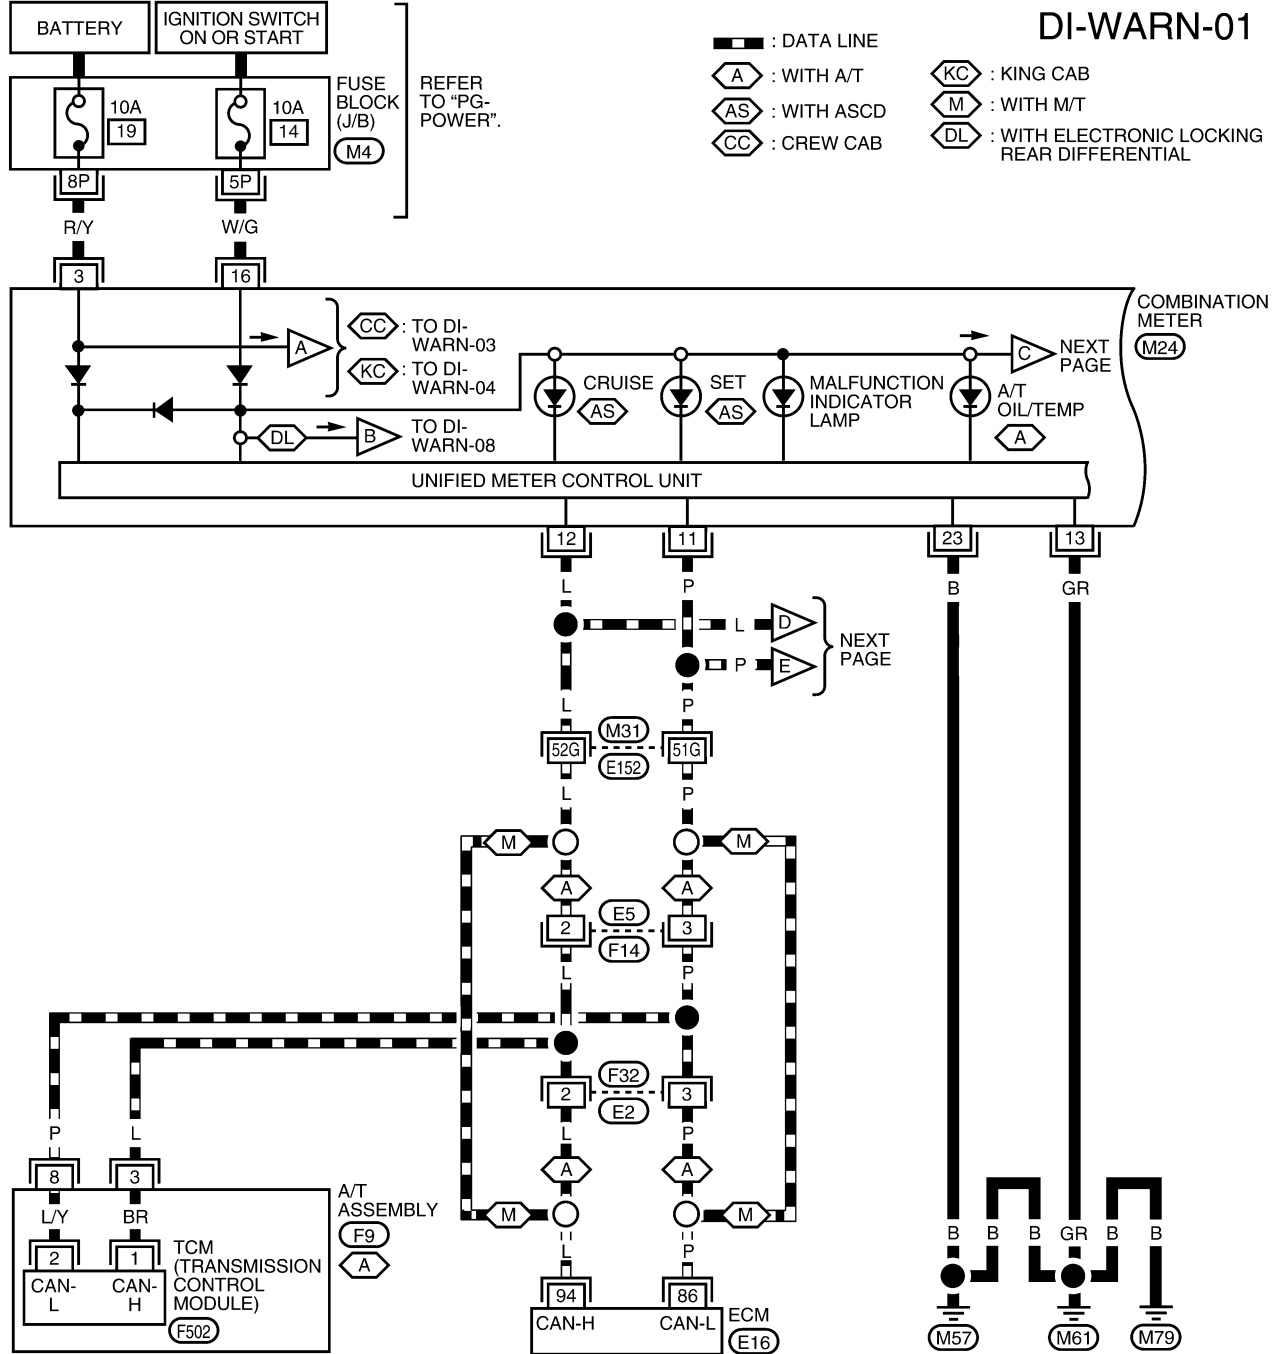 DI-WARN-01
BATTERY
IGNITION SWITCH
ON OR START
10A
19
10A
14
FUSE
BLOCK
(J/B)
M4
REFER
TO "PG-
POWER".
: DATA LINE
A : WITH A/T
AS : WITH ASCD
CC : CREW CAB
KC : KING CAB
M : WITH M/T
DL : WITH ELECTRONIC LOCKING
REAR DIFFERENTIAL
8P
5P
R/Y
W/G
3
16
COMBINATION
METER
M24
A
CC : TO DI-
WARN-03
KC : TO DI-
WARN-04
DL
B
TO DI-
WARN-08
CRUISE
AS
SET
AS
MALFUNCTION
INDICATOR
LAMP
A/T
OIL/TEMP
A
C
NEXT
PAGE
UNIFIED METER CONTROL UNIT
12
11
23
13
L
P
B
GR
L
D
P
E
NEXT
PAGE
L
P
M31
52G
51G
E152
L
P
M
M
A
A
E5
2
3
F14
L
P
F32
2
3
E2
P
L
L
P
8
3
A
A
A/T
ASSEMBLY
F9
A
L/Y
BR
M
M
2
1
TCM
(TRANSMISSION
CONTROL
MODULE)
F502
CAN-
L
CAN-
H
L
P
94
86
CAN-H
CAN-L
ECM
E16
B
B
B
GR
B
B
M57
M61
M79